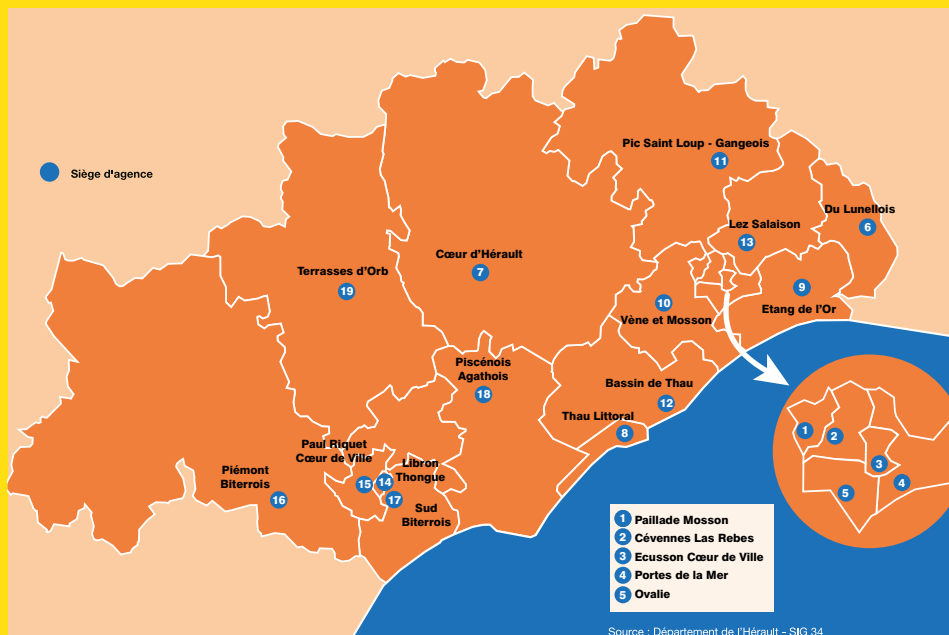 Siège d'agence
Pic Saint Loup - Gangeois
11
Du Lunellois
6
Lez Salaison
13
Cœur d'Hérault
7
Terrasses d'Orb
19
9
Etang de l'Or
10
Vène et Mosson
Piscénois
Agathois
18
Bassin de Thau
12
Thau Littoral
8
Paul Riquet
Cœur de Ville
15
14
Libron
Thongue
17
Sud
Biterrois
Piémont
Biterrois
16
1
2
3
4
5
1 Paillade Mosson
2 Cévennes Las Rebes
3 Ecusson Cœur de Ville
4 Portes de la Mer
5 Ovalie
Source : Département de l'Hérault - SIG 34